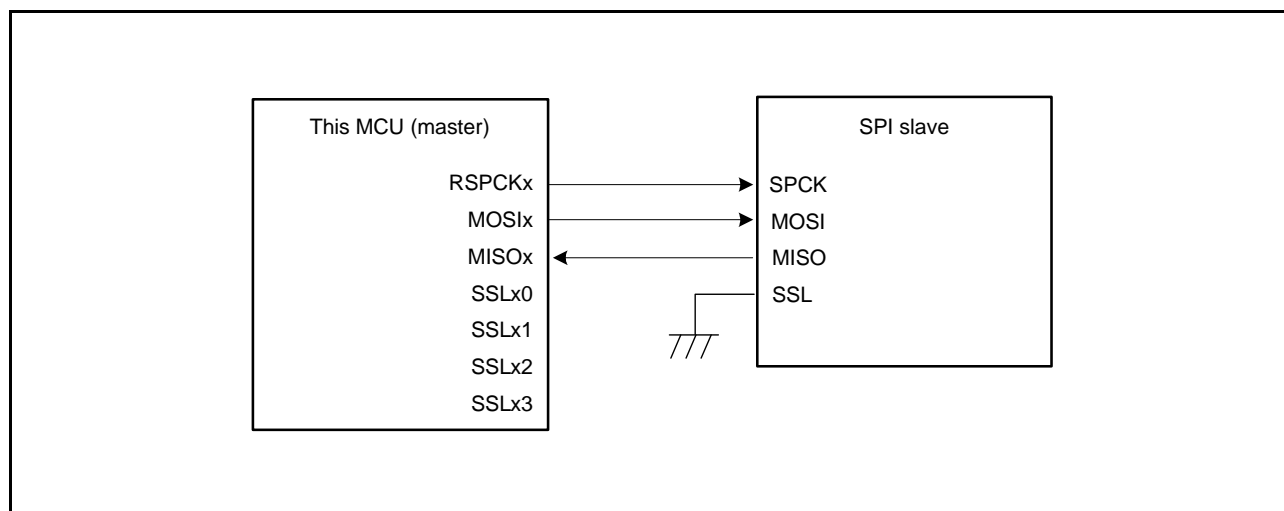 This MCU (master)
RSPCKx
MOSIx
MISOx
SSLx0
SSLx1
SSLx2
SSLx3
SPI slave
SPCK
MOSI
MISO
SSL